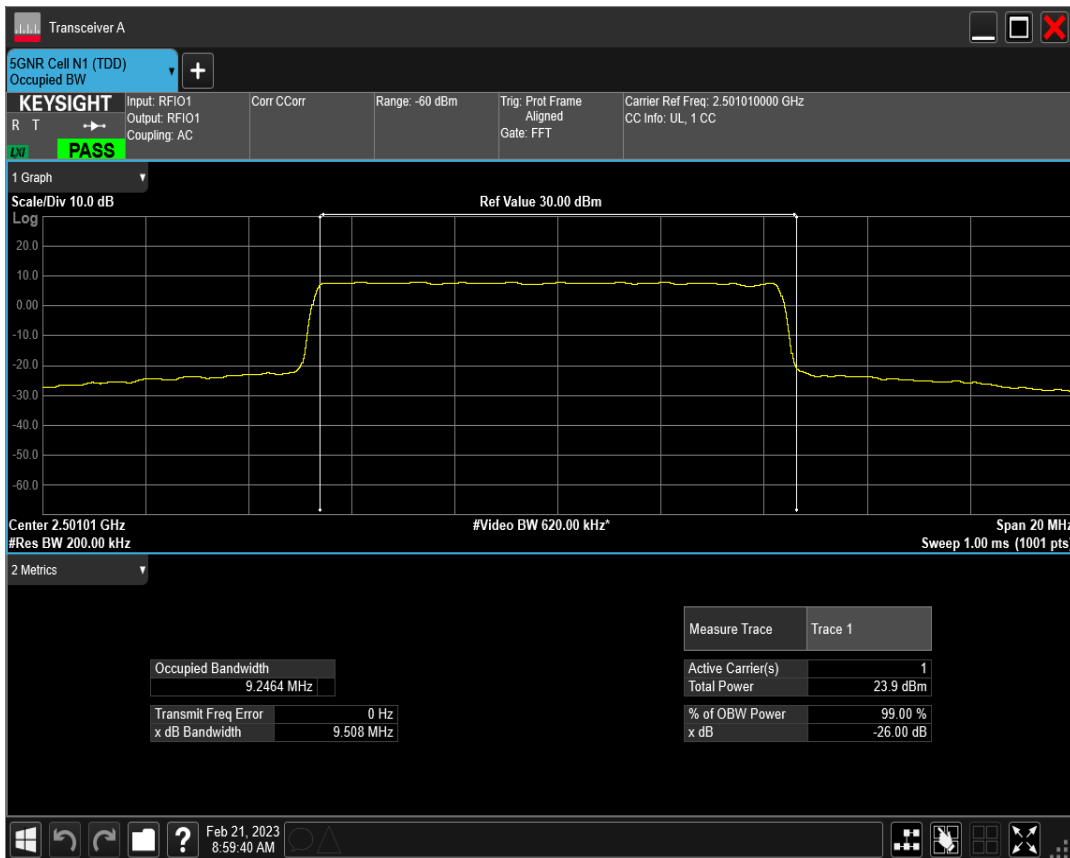 Transceiver A
5GNR Cell N1 (TDD)
Occupied BW
+
KEYSIGHT
R T
LXI
PASS
Input: RFIO1
Output: RFIO1
Coupling: AC
Corr CCorr
Range: -60 dBm
Trig: Prot Frame
Aligned
Gate: FFT
Carrier Ref Freq: 2.501010000 GHz
CC Info: UL, 1 CC
1 Graph
Scale/Div 10.0 dB
Ref Value 30.00 dBm
Log
20.0
10.0
0.00
-10.0
-20.0
-30.0
-40.0
-50.0
-60.0
Center 2.50101 GHz
#Video BW 620.00 kHz*
Span 20 MHz
#Res BW 200.00 kHz
Sweep 1.00 ms (1001 pts)
2 Metrics
Measure Trace Trace 1
Occupied Bandwidth
9.2464 MHz
Active Carrier(s) 1
Total Power 23.9 dBm
Transmit Freq Error 0 Hz
x dB Bandwidth 9.508 MHz
% of OBW Power 99.00 %
x dB -26.00 dB
?
Feb 21, 2023
8:59:40 AM